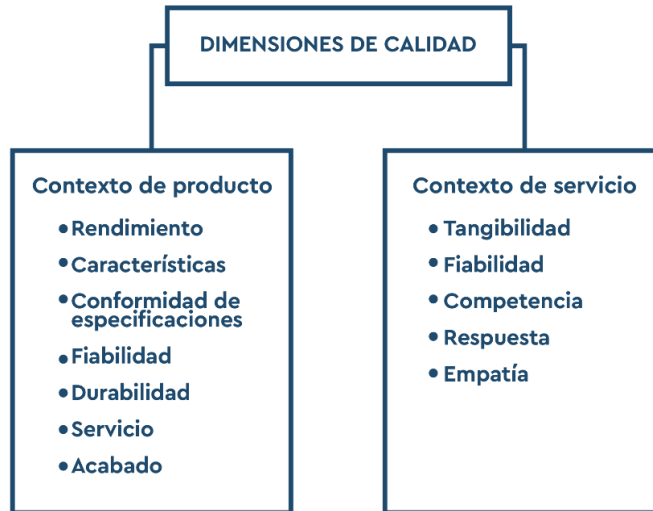 DIMENSIONES DE CALIDAD
Contexto de producto
•Rendimiento
•Características
•Conformidad de
especificaciones
•Fiabilidad
•Durabilidad
•Servicio
•Acabado
Contexto de servicio
• Tangibilidad
• Fiabilidad
• Competencia
• Respuesta
• Empatía